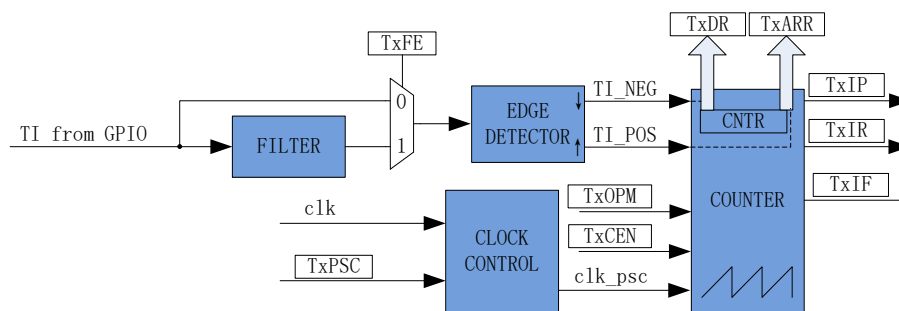 TxDR
TxARR
TxFE
TI from GPIO
0
1
FILTER
EDGE
DETECTOR
TI_NEG
TI_POS
CNTR
COUNTER
TxIP
TxIR
TxIF
clk
TxPSC
CLOCK
CONTROL
TxOPM
TxCEN
clk_psc